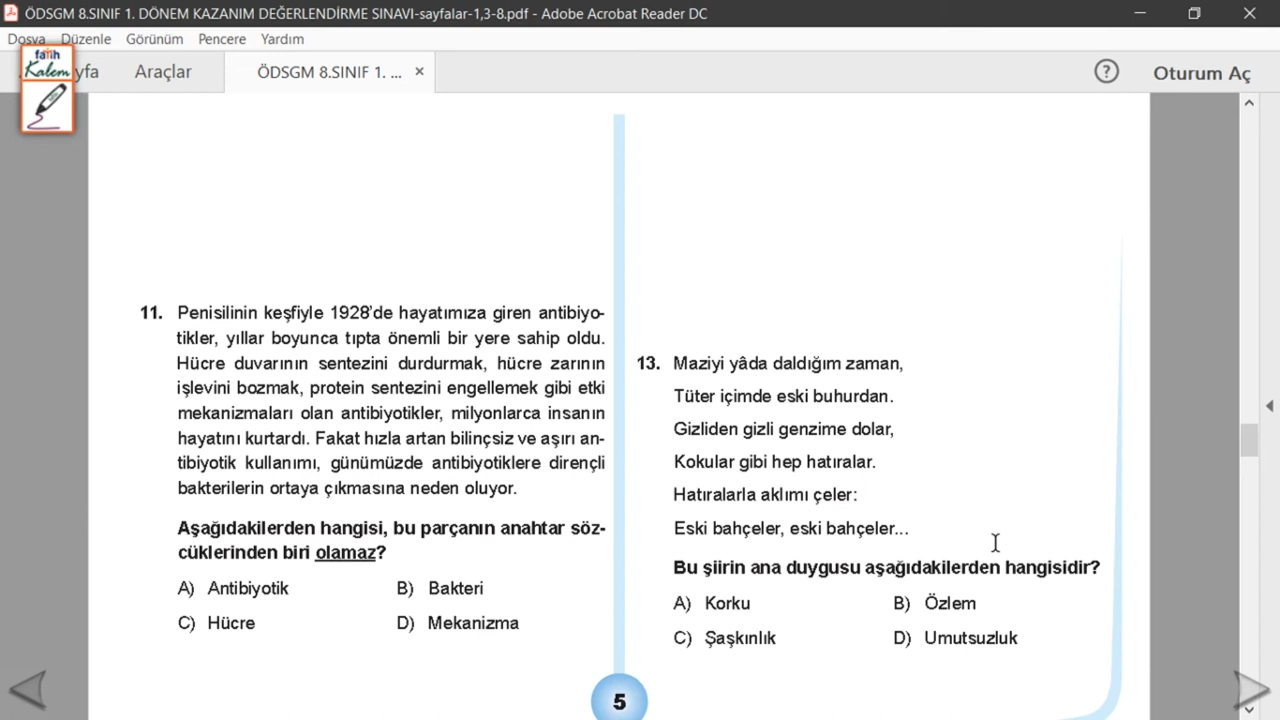 ÖDSGM 8.SINIF 1. DÖNEM KAZANIM DEĞERLENDİRME SINAVI-sayfalar-1,3-8.pdf - Adobe Acrobat Reader DC
Dosya Düzenle Görünüm Pencere Yardım
fatih
Kalem
yfa Araçlar ÖDSGM 8.SINIF 1. ... × ? Oturum Aç
11. Penisilinin keşfiyle 1928’de hayatımıza giren antibiyo-
tikler, yıllar boyunca tıpta önemli bir yere sahip oldu.
Hücre duvarının sentezini durdurmak, hücre zarının
işlevini bozmak, protein sentezini engellemek gibi etki
mekanizmaları olan antibiyotikler, milyonlarca insanın
hayatını kurtardı. Fakat hızla artan bilinçsiz ve aşırı an-
tibiyotik kullanımı, günümüzde antibiyotiklere dirençli
bakterilerin ortaya çıkmasına neden oluyor.
Aşağıdakilerden hangisi, bu parçanın anahtar söz-
cüklerinden biri olamaz?
A) Antibiyotik B) Bakteri
C) Hücre D) Mekanizma
13. Maziyi yâda daldığım zaman,
Tüter içimde eski buhurdan.
Gizliden gizli genzime dolar,
Kokular gibi hep hatıralar.
Hatıralarla aklımı çeler:
Eski bahçeler, eski bahçeler...
Bu şiirin ana duygusu aşağıdakilerden hangisidir?
A) Korku B) Özlem
C) Şaşkınlık D) Umutsuzluk
5